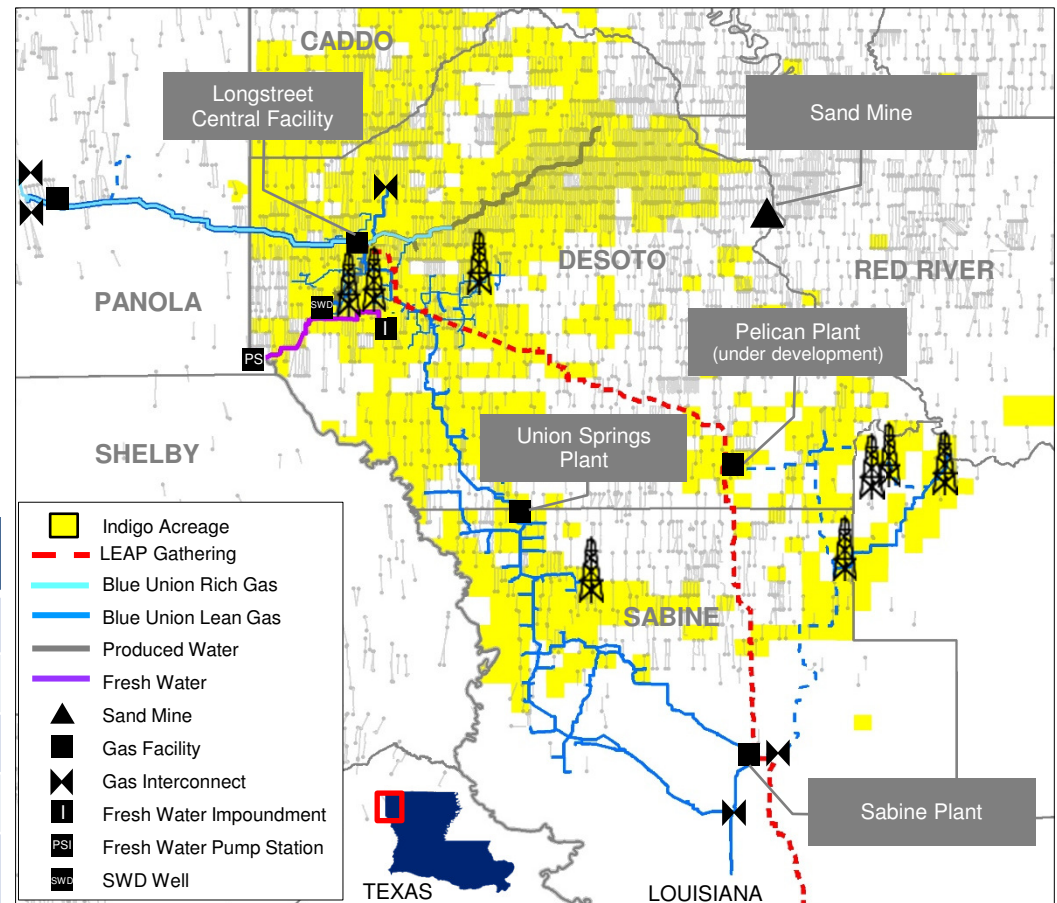 CADDO
Longstreet
Central Facility
Sand Mine
DESOTO
RED RIVER
PANOLA
SWD
I
PS
Pelican Plant
(under development)
Union Springs
Plant
SHELBY
SABINE
Indigo Acreage
LEAP Gathering
Blue Union Rich Gas
Blue Union Lean Gas
Produced Water
Fresh Water
Sand Mine
Gas Facility
Gas Interconnect
I Fresh Water Impoundment
PSI Fresh Water Pump Station
SWD SWD Well
Sabine Plant
TEXAS
LOUISIANA